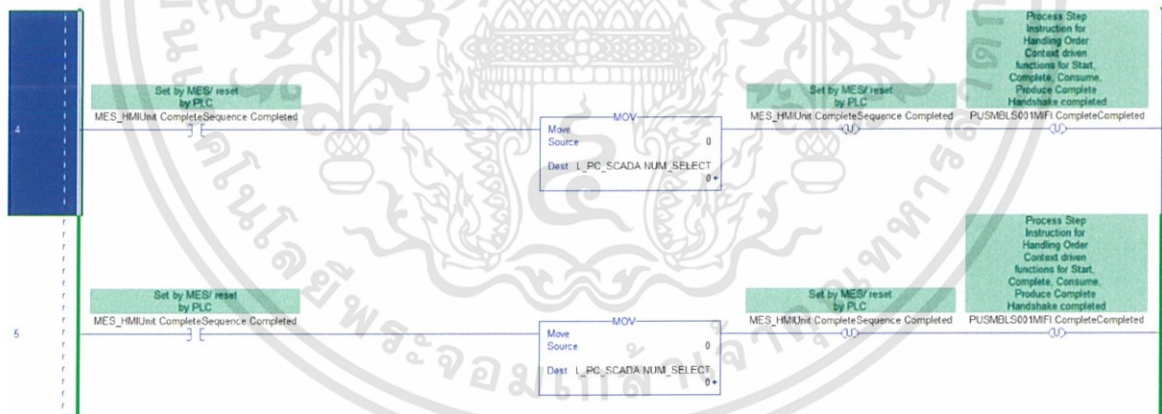 4
Set by MES/ reset
by PLC
MES_HMIUnit.CompleteSequence.Completed
MOV
Move
Source 0
Dest L_PC_SCADA.NUM_SELECT
0
Set by MES/ reset
by PLC
MES_HMIUnit.CompleteSequence.Completed
Process Step
Instruction for
Handling Order
Context driven
functions for Start,
Complete, Consume,
Produce Complete
Handshake completed
PUSMBLS001MIFI.CompleteCompleted
5
Set by MES/ reset
by PLC
MES_HMIUnit.CompleteSequence.Completed
MOV
Move
Source 0
Dest L_PC_SCADA.NUM_SELECT
0
Set by MES/ reset
by PLC
MES_HMIUnit.CompleteSequence.Completed
Process Step
Instruction for
Handling Order
Context driven
functions for Start,
Complete, Consume,
Produce Complete
Handshake completed
PUSMBLS001MIFI.CompleteCompleted